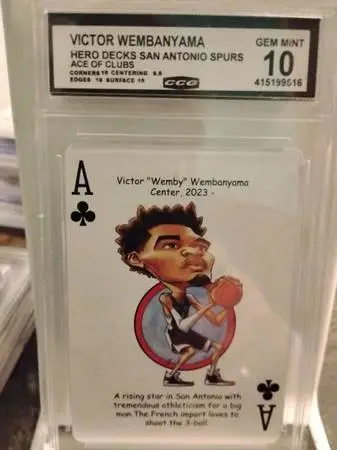 VICTOR WEMBANYAMA
HERO DECKS SAN ANTONIO SPURS
ACE OF CLUBS
CORNERS 10 CENTERING 9.5
EDGES 10 SURFACE 10
CCG
GEM MINT
10
415199516
A
Victor "Wemby" Wembanyama
Center, 2023 -
A rising star in San Antonio with
tremendous athleticism for a big
man. The French import loves to
shoot the 3-ball.
A